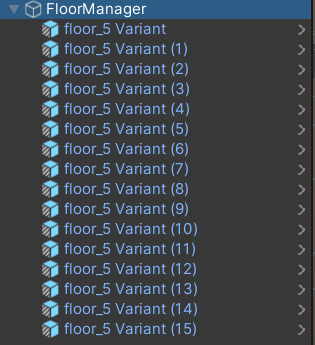 FloorManager
floor_5 Variant
floor_5 Variant (1)
floor_5 Variant (2)
floor_5 Variant (3)
floor_5 Variant (4)
floor_5 Variant (5)
floor_5 Variant (6)
floor_5 Variant (7)
floor_5 Variant (8)
floor_5 Variant (9)
floor_5 Variant (10)
floor_5 Variant (11)
floor_5 Variant (12)
floor_5 Variant (13)
floor_5 Variant (14)
floor_5 Variant (15)